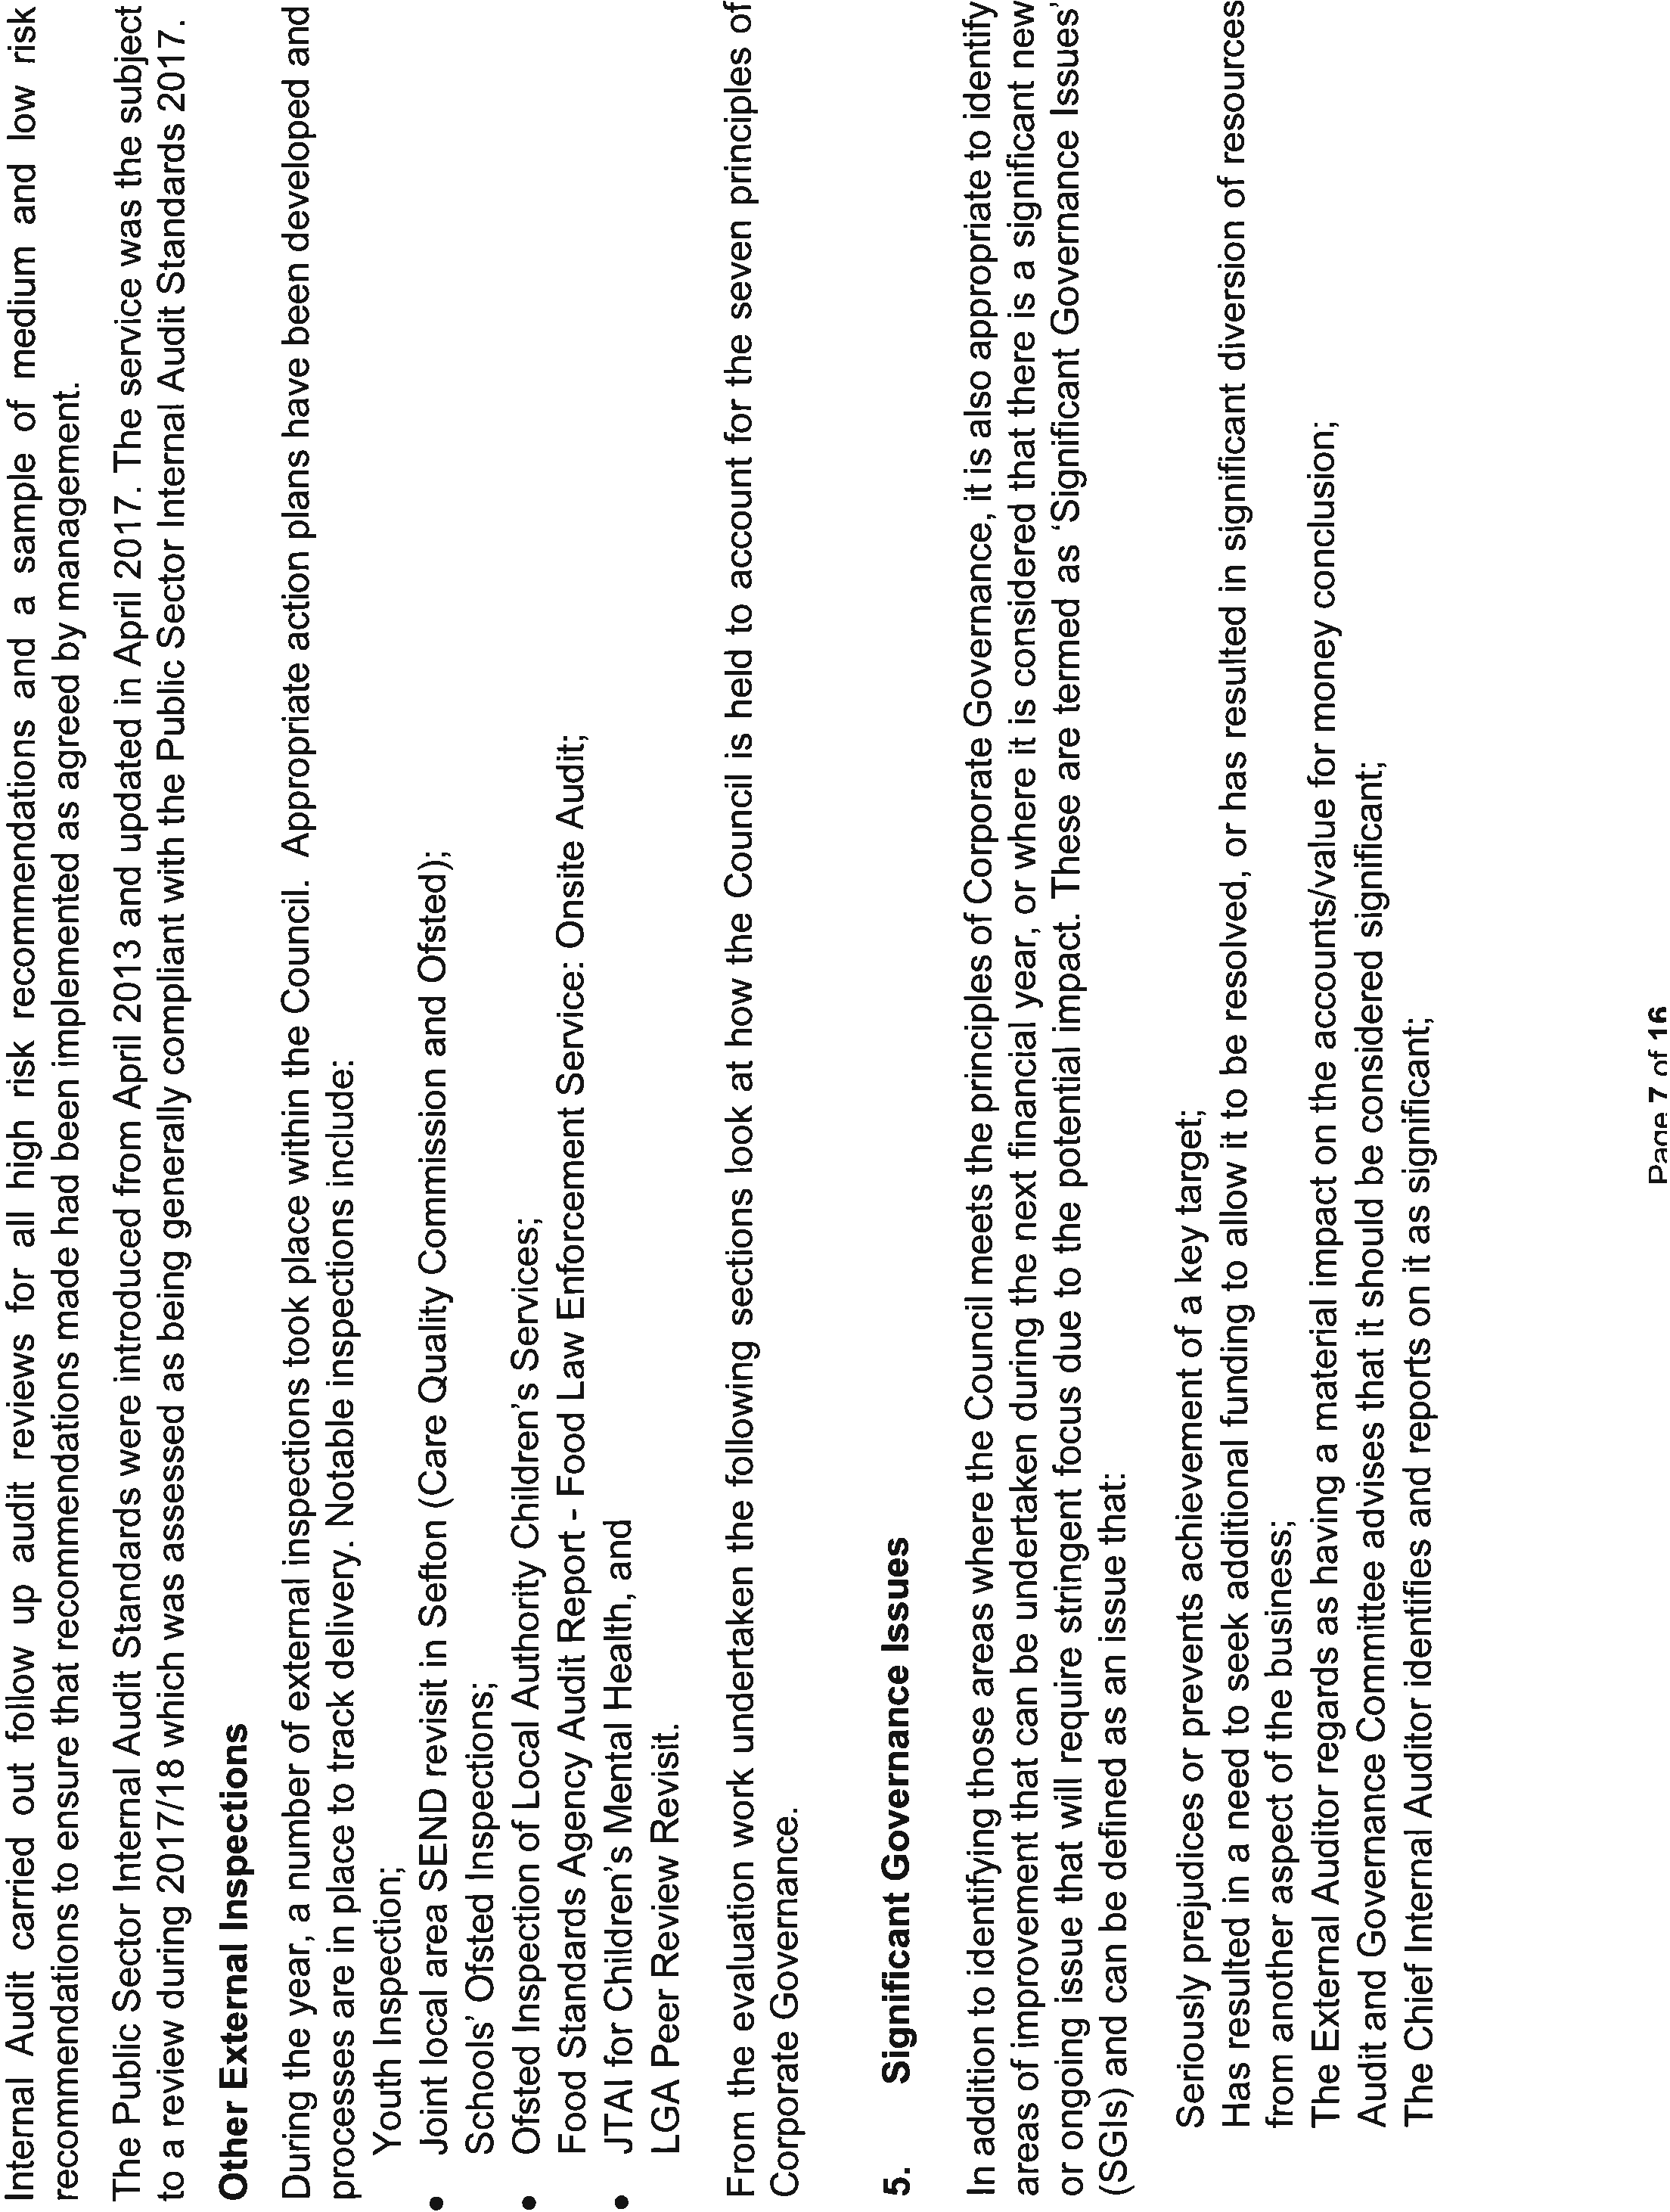 Internal Audit carried out follow up audit reviews for all high risk recommendations and a sample of medium and low risk
recommendations to ensure that recommendations made had been implemented as agreed by management.
The Public Sector Internal Audit Standards were introduced from April 2013 and updated in April 2017. The service was the subject
to a review during 2017/18 which was assessed as being generally compliant with the Public Sector Internal Audit Standards 2017.
Other External Inspections
During the year, a number of external inspections took place within the Council. Appropriate action plans have been developed and
processes are in place to track delivery. Notable inspections include:
Youth Inspection;
• Joint local area SEND revisit in Sefton (Care Quality Commission and Ofsted);
Schools' Ofsted Inspections;
• Ofsted Inspection of Local Authority Children's Services;
Food Standards Agency Audit Report - Food Law Enforcement Service: Onsite Audit;
• JTAI for Children's Mental Health, and
LGA Peer Review Revisit.
From the evaluation work undertaken the following sections look at how the Council is held to account for the seven principles of
Corporate Governance.
5. Significant Governance Issues
In addition to identifying those areas where the Council meets the principles of Corporate Governance, it is also appropriate to identify
areas of improvement that can be undertaken during the next financial year, or where it is considered that there is a significant new
or ongoing issue that will require stringent focus due to the potential impact. These are termed as 'Significant Governance Issues'
(SGIs) and can be defined as an issue that:
Seriously prejudices or prevents achievement of a key target;
Has resulted in a need to seek additional funding to allow it to be resolved, or has resulted in significant diversion of resources
from another aspect of the business;
The External Auditor regards as having a material impact on the accounts/value for money conclusion;
Audit and Governance Committee advises that it should be considered significant;
The Chief Internal Auditor identifies and reports on it as significant;
Page 7 of 16